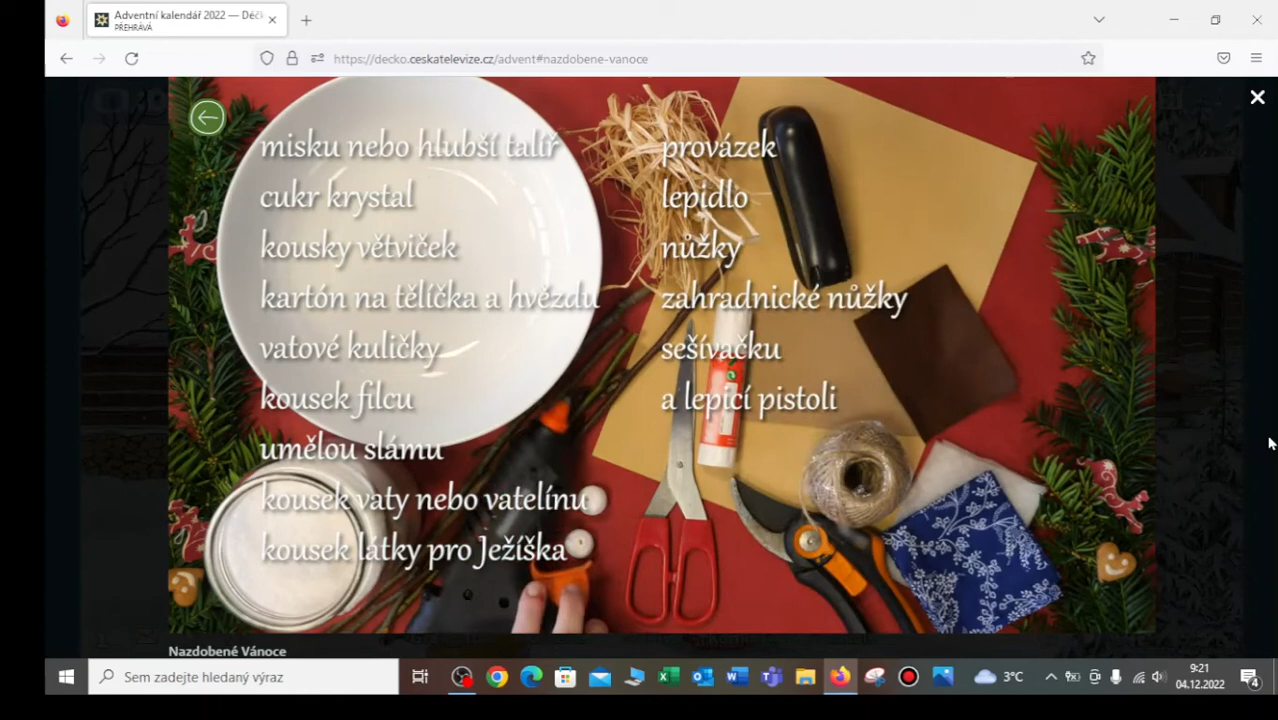 Adventní kalendář 2022 — Déčk
PŘEHRÁVÁ
https://decko.ceskatelevize.cz/advent#nazdobene-vanoce
misku nebo hlubší talíř
cukr krystal
kousky větviček
kartón na tělíčka a hvězdu
vatové kuličky
kousek filcu
umělou slámu
kousek vaty nebo vatelínu
kousek látky pro Ježíška
provázek
lepidlo
nůžky
zahradnické nůžky
sešívačku
a lepicí pistoli
Nazdobené Vánoce
Sem zadejte hledaný výraz
3°C
9:21
04.12.2022
4